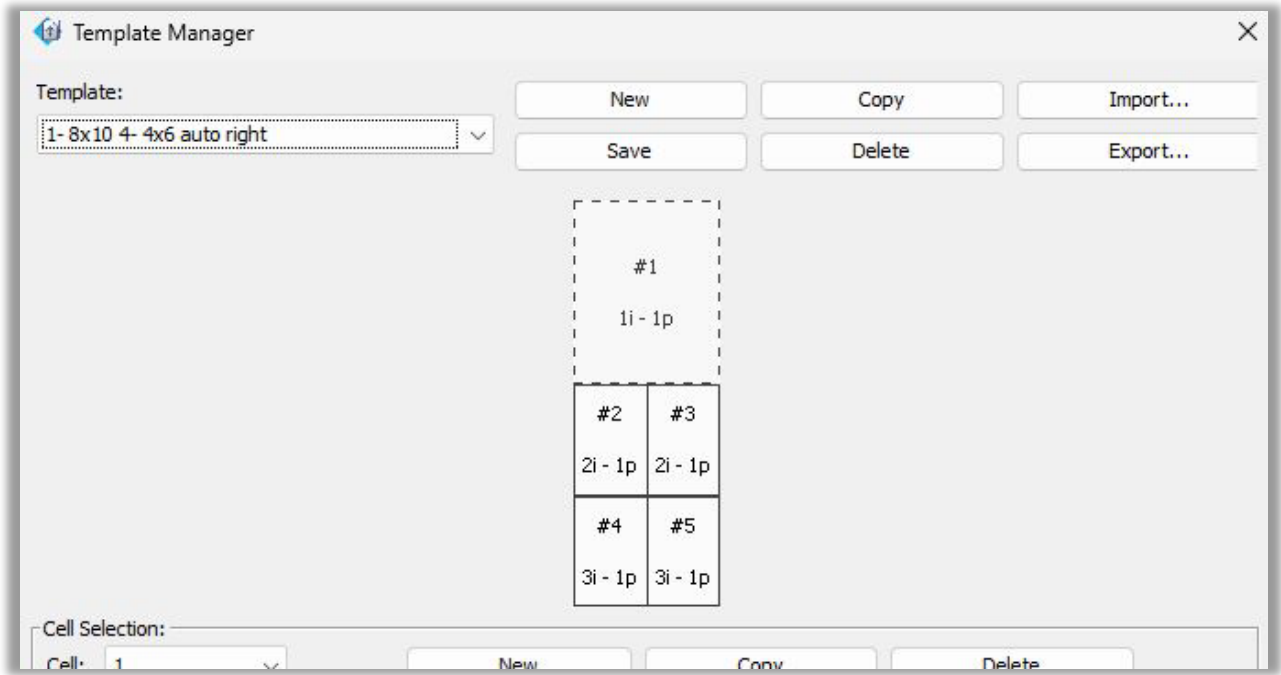 Template Manager
Template:
New Copy Import...
1- 8x10 4- 4x6 auto right
Save Delete Export...
#1
1i - 1p
#2 #3
2i - 1p 2i - 1p
#4 #5
3i - 1p 3i - 1p
Cell Selection:
Cell: 1 New Copy Delete